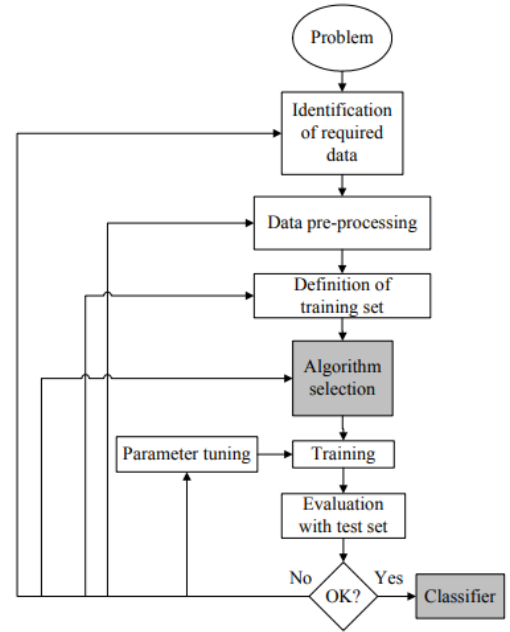 Problem
Identification
of required
data
Data pre-processing
Definition of
training set
Algorithm
selection
Parameter tuning
Training
Evaluation
with test set
No
OK?
Yes
Classifier